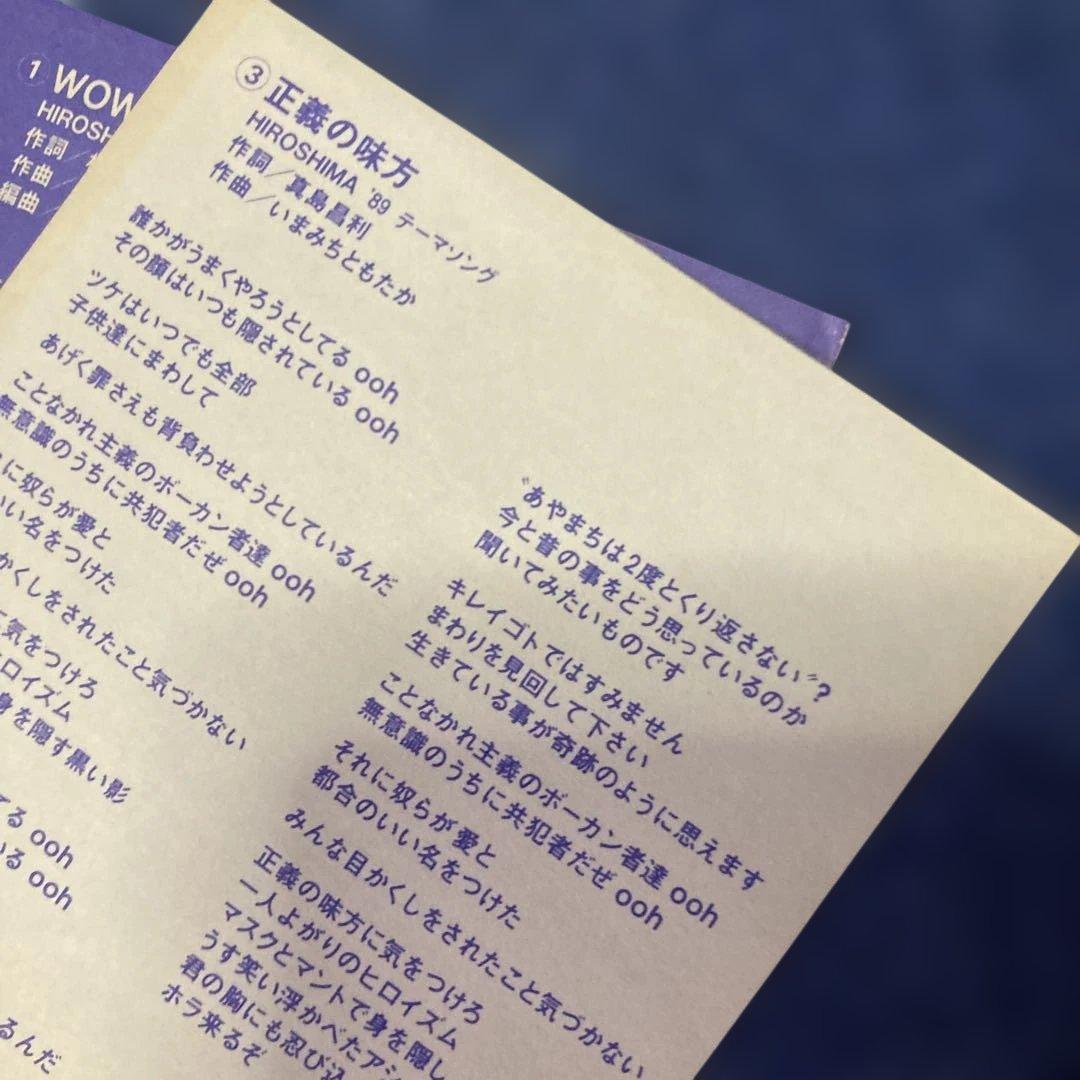 ① WOW
HIROSH
作詞／
作曲／
編曲／
③ 正義の味方
HIROSHIMA '89 テーマソング
作詞／真島昌利
作曲／いまみちともたか
誰かがうまくやろうとしてる ooh
その顔はいつも隠されている ooh
ツケはいつでも全部
子供達にまわして
あげく罪さえも背負わせようとしているんだ
ことなかれ主義のボーカン者達 ooh
無意識のうちに共犯者だぜ ooh
に奴らが愛と
いい名をつけた
かくしをされたこと気づかない
に気をつけろ
ヒロイズム
身を隠す黒い影
てる ooh
いる ooh
るんだ
〝あやまちは2度とくり返さない〟?
今と昔の事をどう思っているのか
聞いてみたいものです
キレイゴトではすみません
まわりを見回して下さい
生きている事が奇跡のように思えます
ことなかれ主義のボーカン者達 ooh
無意識のうちに共犯者だぜ ooh
それに奴らが愛と
都合のいい名をつけた
みんな目かくしをされたこと気づかない
正義の味方に気をつけろ
一人よがりのヒロイズム
マスクとマントで身を隠し
うす笑い浮かべたアシ
君の胸にも忍び込
ホラ来るぞ